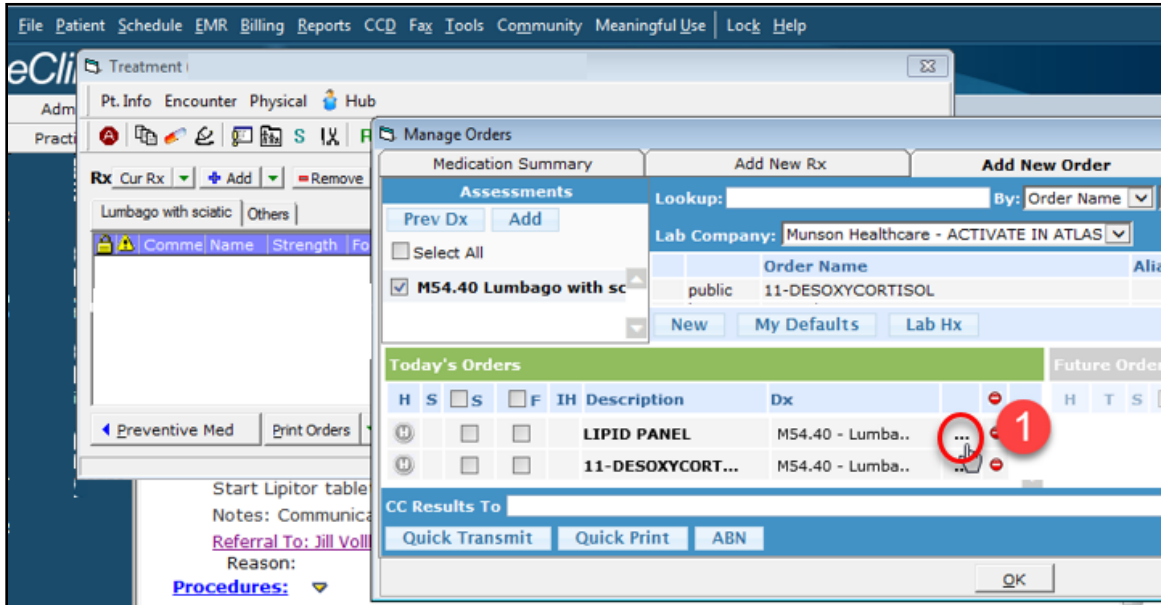 File Patient Schedule EMR Billing Reports CCD Fax Tools Community Meaningful Use Lock Help
eCli
Treatment
Pt. Info Encounter Physical Hub
Adm
Practi
Rx Cur Rx Add Remove
Lumbago with sciatic Others
Comme Name Strength Fo
Preventive Med Print Orders
Manage Orders
Medication Summary Add New Rx Add New Order
Assessments
Prev Dx Add
Select All
M54.40 Lumbago with sc
Lookup: By: Order Name
Lab Company: Munson Healthcare - ACTIVATE IN ATLAS
Order Name Alia
public 11-DESOXYCORTISOL
New My Defaults Lab Hx
Today's Orders Future Order
H S S F IH Description Dx H T S
LIPID PANEL M54.40 - Lumba.. ... 1
11-DESOXYCORT... M54.40 - Lumba.. ...
CC Results To
Quick Transmit Quick Print ABN
OK
Start Lipitor table
Notes: Communica
Referral To: Jill Voll
Reason:
Procedures: